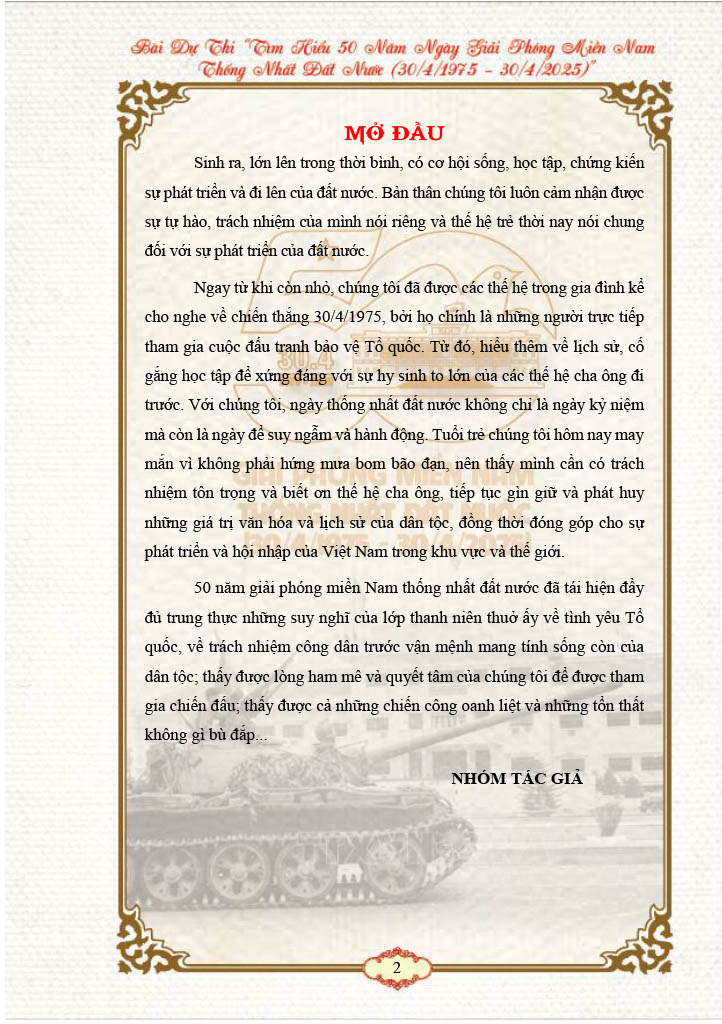 Bài Dự Thi "Tìm Hiểu 50 Năm Ngày Giải Phóng Miền Nam
Thống Nhất Đất Nước (30/4/1975 – 30/4/2025)"
MỞ ĐẦU
Sinh ra, lớn lên trong thời bình, có cơ hội sống, học tập, chứng kiến
sự phát triển và đi lên của đất nước. Bản thân chúng tôi luôn cảm nhận được
sự tự hào, trách nhiệm của mình nói riêng và thế hệ trẻ thời nay nói chung
đối với sự phát triển của đất nước.
Ngay từ khi còn nhỏ, chúng tôi đã được các thế hệ trong gia đình kể
cho nghe về chiến thắng 30/4/1975, bởi họ chính là những người trực tiếp
tham gia cuộc đấu tranh bảo vệ Tổ quốc. Từ đó, hiểu thêm về lịch sử, cố
gắng học tập để xứng đáng với sự hy sinh to lớn của các thế hệ cha ông đi
trước. Với chúng tôi, ngày thống nhất đất nước không chỉ là ngày kỷ niệm
mà còn là ngày để suy ngẫm và hành động. Tuổi trẻ chúng tôi hôm nay may
mắn vì không phải hứng mưa bom bão đạn, nên thấy mình cần có trách
nhiệm tôn trọng và biết ơn thế hệ cha ông, tiếp tục gìn giữ và phát huy
những giá trị văn hóa và lịch sử của dân tộc, đồng thời đóng góp cho sự
phát triển và hội nhập của Việt Nam trong khu vực và thế giới.
50 năm giải phóng miền Nam thống nhất đất nước đã tái hiện đầy
đủ trung thực những suy nghĩ của lớp thanh niên thuở ấy về tình yêu Tổ
quốc, về trách nhiệm công dân trước vận mệnh mang tính sống còn của
dân tộc; thấy được lòng ham mê và quyết tâm của chúng tôi để được tham
gia chiến đấu; thấy được cả những chiến công oanh liệt và những tổn thất
không gì bù đắp...
NHÓM TÁC GIẢ
50
30.4
GIẢI PHÓNG MIỀN NAM
THỐNG NHẤT ĐẤT NƯỚC
(30/4/1975 - 30/4/2025)
2